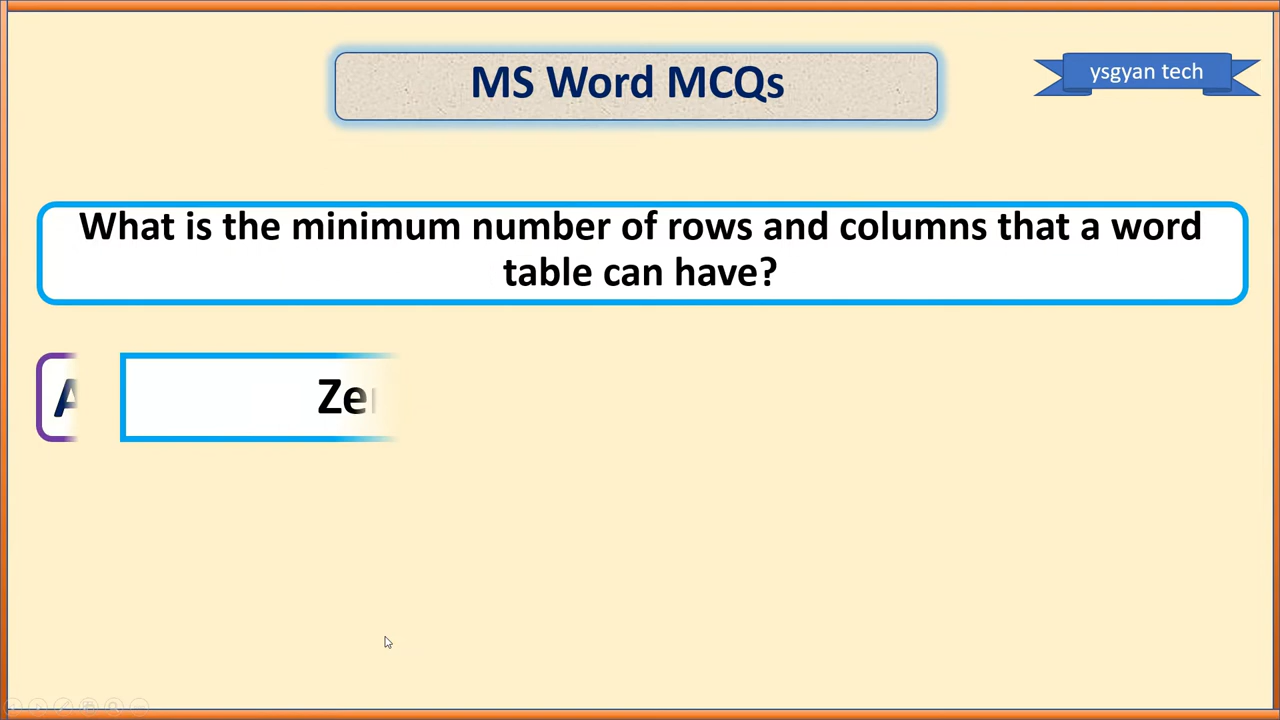 MS Word MCQs
ysgyan tech
What is the minimum number of rows and columns that a word
table can have?
A